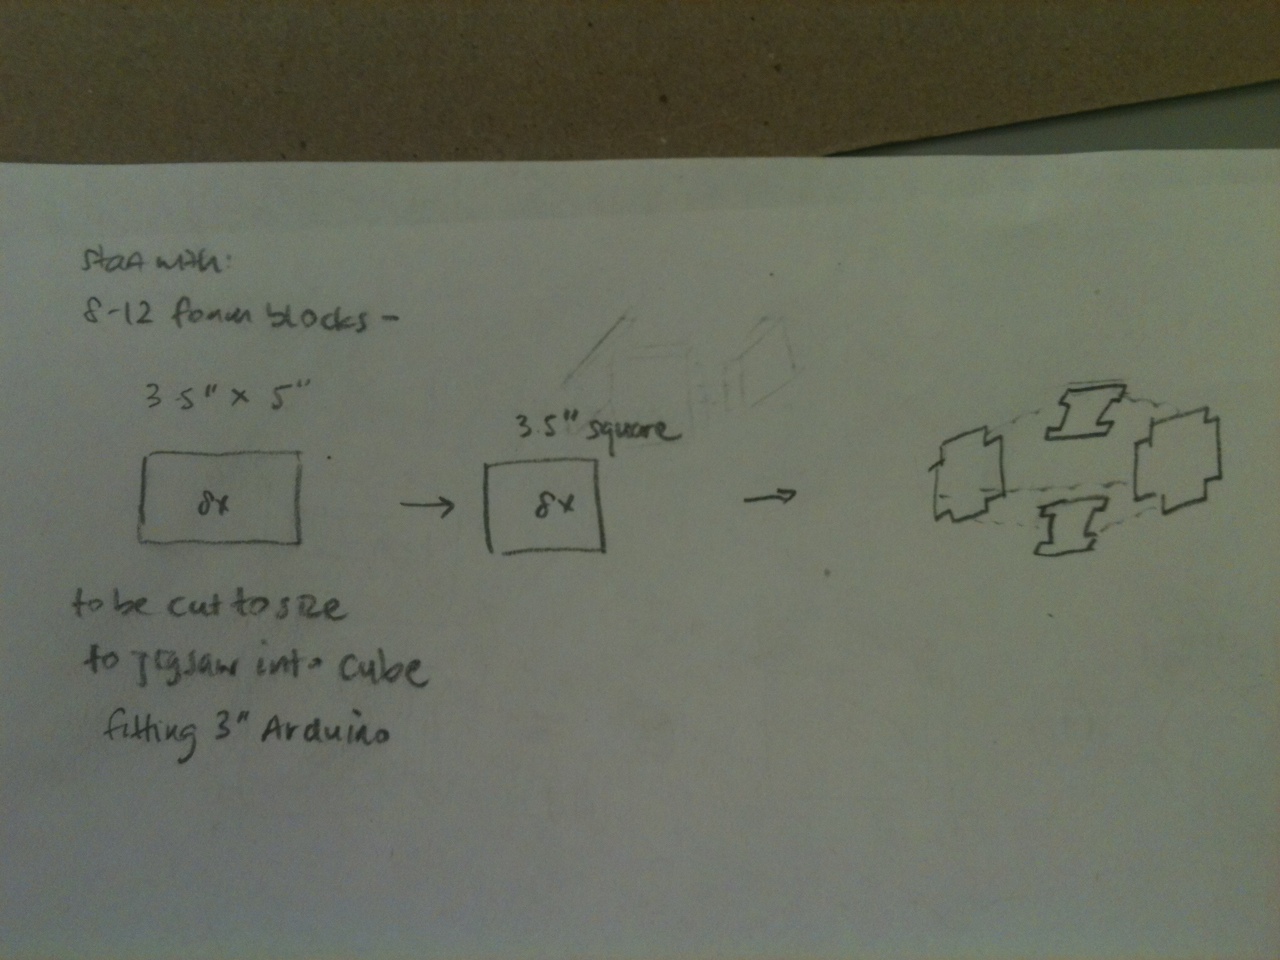 start with:
8-12 foam blocks -
3.5" x 5"
3.5" square
8x
8x
to be cut to size
to jigsaw into cube
fitting 3" Arduino